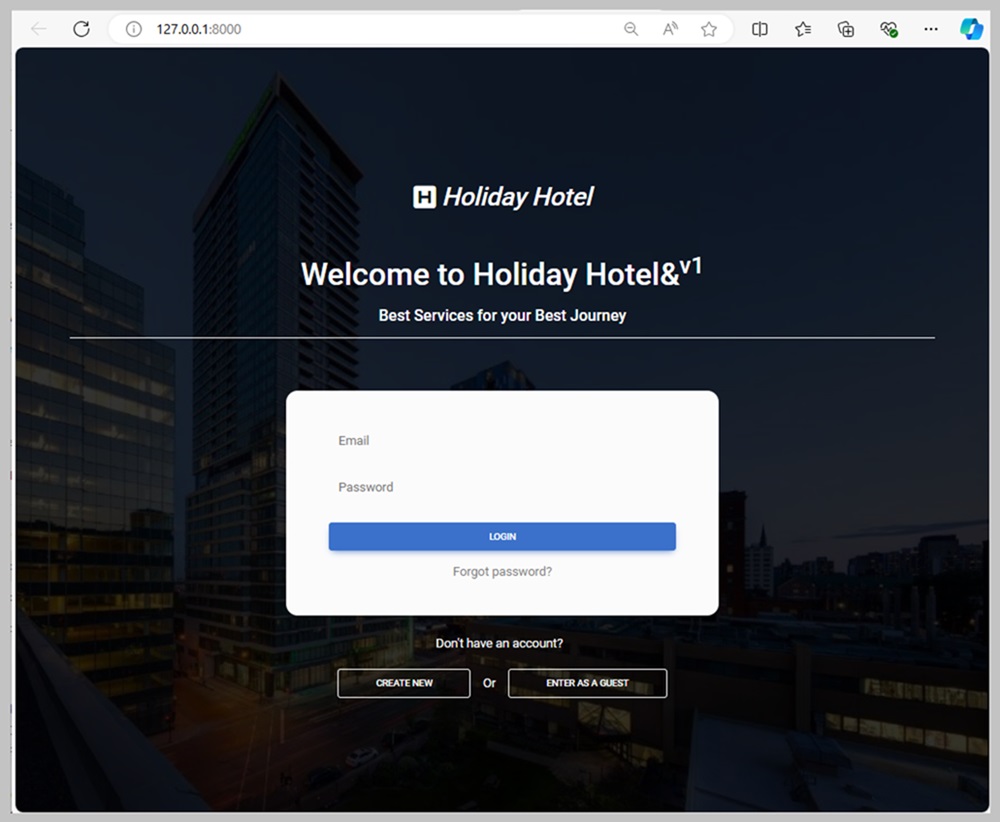 127.0.0.1:8000
H Holiday Hotel
Welcome to Holiday Hotel&v1
Best Services for your Best Journey
Email
Password
LOGIN
Forgot password?
Don't have an account?
CREATE NEW Or ENTER AS A GUEST